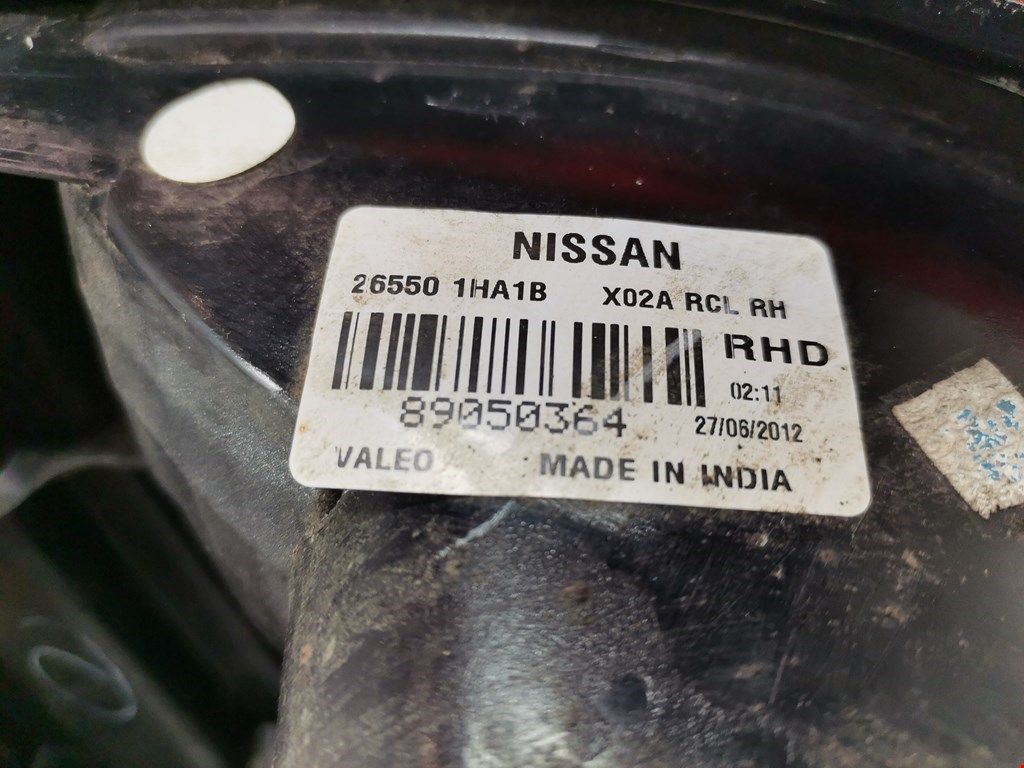 NISSAN
26550 1HA1B X02A RCL RH
RHD
02:11
89050364 27/06/2012
VALEO MADE IN INDIA